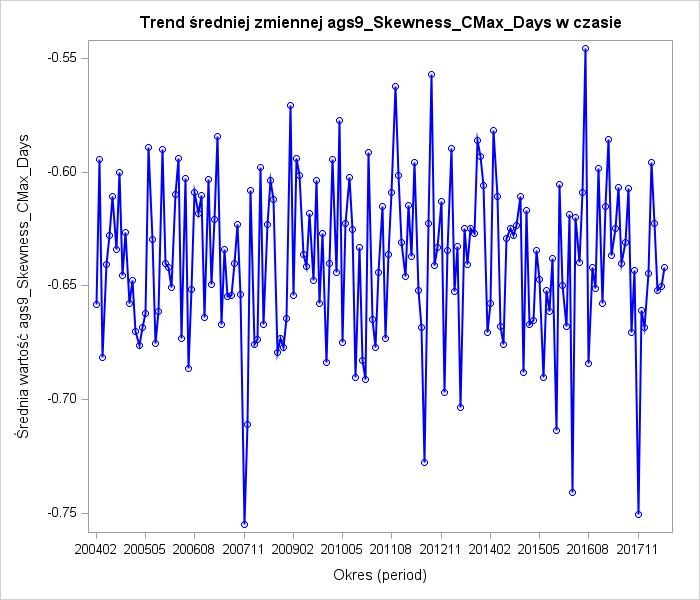 Trend średniej zmiennej ags9_Skewness_CMax_Days w czasie
Średnia wartość ags9_Skewness_CMax_Days
-0.55
-0.60
-0.65
-0.70
-0.75
200402 200505 200608 200711 200902 201005 201108 201211 201402 201505 201608 201711
Okres (period)